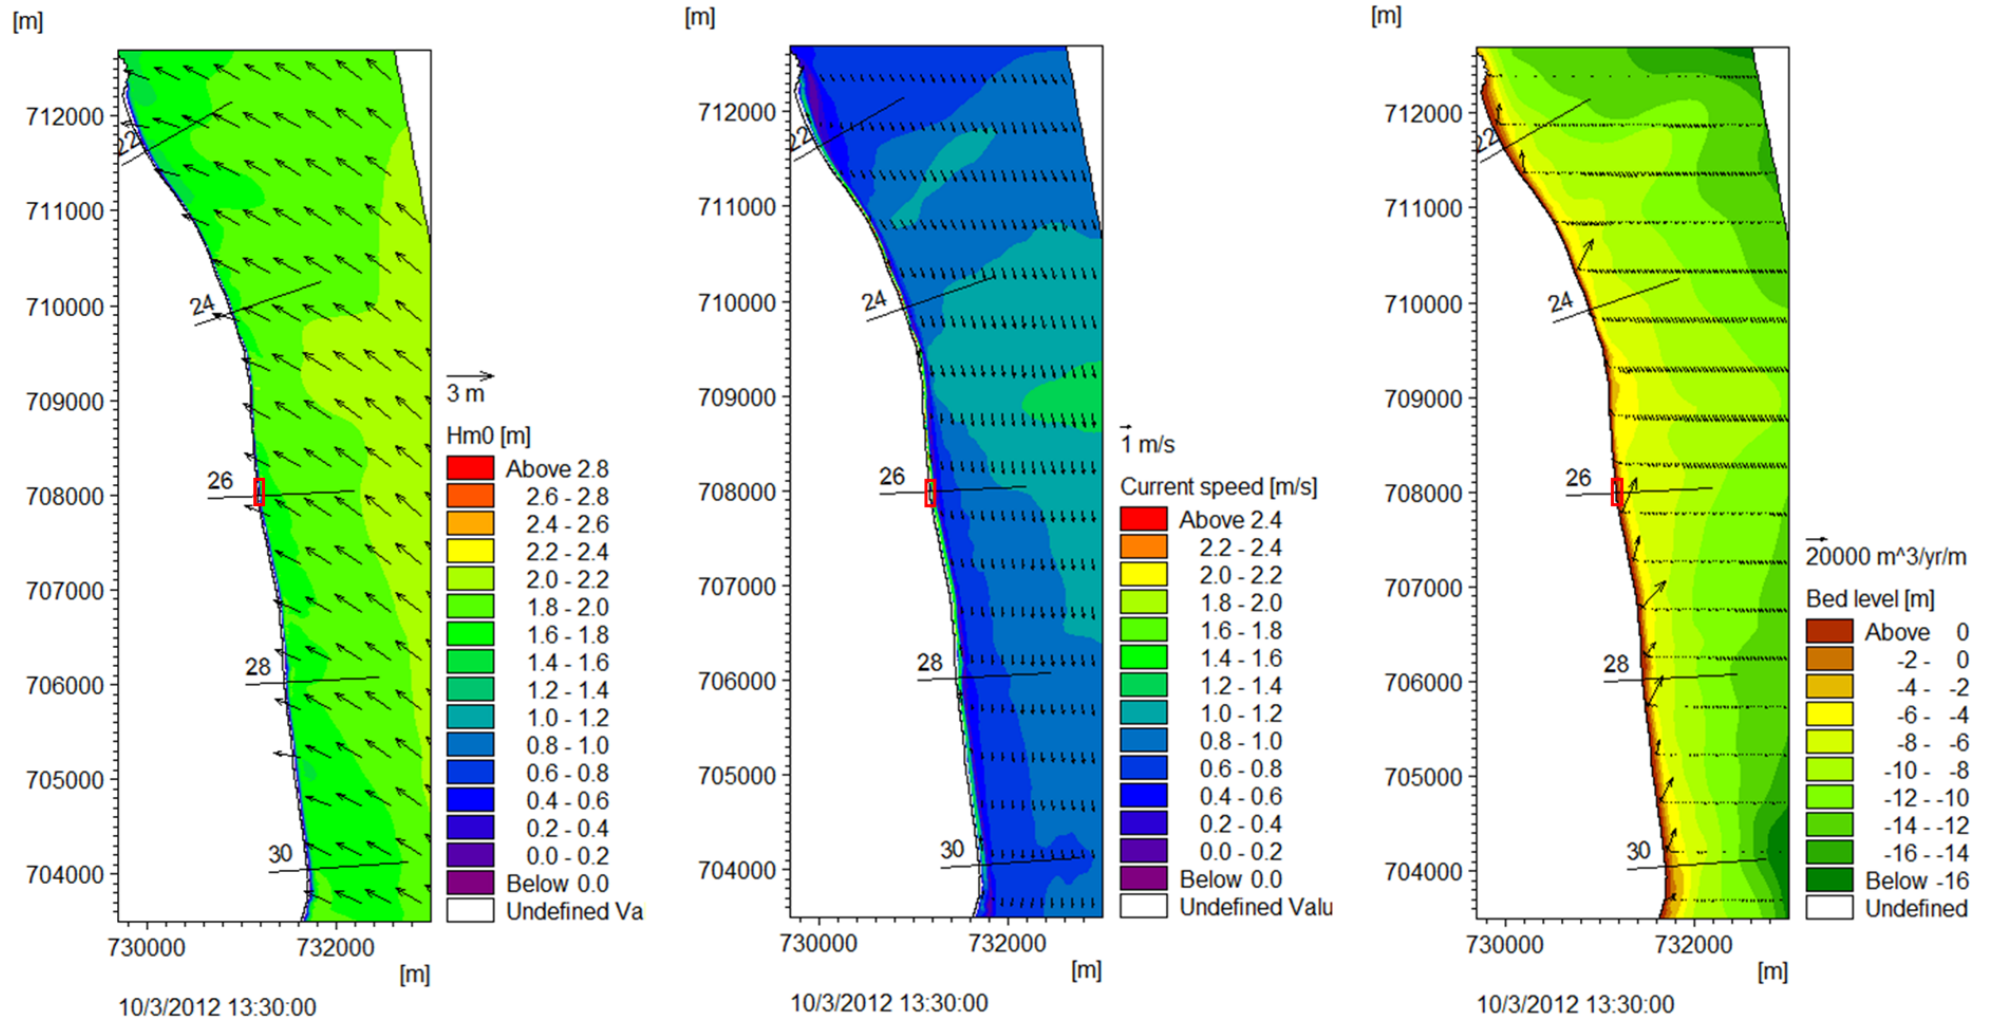 [m]
712000
711000
710000
709000
708000
707000
706000
705000
704000
22
24
26
28
30
730000 732000
[m]
10/3/2012 13:30:00
3 m
Hm0 [m]
Above 2.8
2.6 - 2.8
2.4 - 2.6
2.2 - 2.4
2.0 - 2.2
1.8 - 2.0
1.6 - 1.8
1.4 - 1.6
1.2 - 1.4
1.0 - 1.2
0.8 - 1.0
0.6 - 0.8
0.4 - 0.6
0.2 - 0.4
0.0 - 0.2
Below 0.0
Undefined Va
[m]
712000
711000
710000
709000
708000
707000
706000
705000
704000
22
24
26
28
30
730000 732000
[m]
10/3/2012 13:30:00
1 m/s
Current speed [m/s]
Above 2.4
2.2 - 2.4
2.0 - 2.2
1.8 - 2.0
1.6 - 1.8
1.4 - 1.6
1.2 - 1.4
1.0 - 1.2
0.8 - 1.0
0.6 - 0.8
0.4 - 0.6
0.2 - 0.4
0.0 - 0.2
Below 0.0
Undefined Valu
[m]
712000
711000
710000
709000
708000
707000
706000
705000
704000
22
24
26
28
30
730000 732000
[m]
10/3/2012 13:30:00
20000 m^3/yr/m
Bed level [m]
Above 0
-2 - 0
-4 - -2
-6 - -4
-8 - -6
-10 - -8
-12 - -10
-14 - -12
-16 - -14
Below -16
Undefined